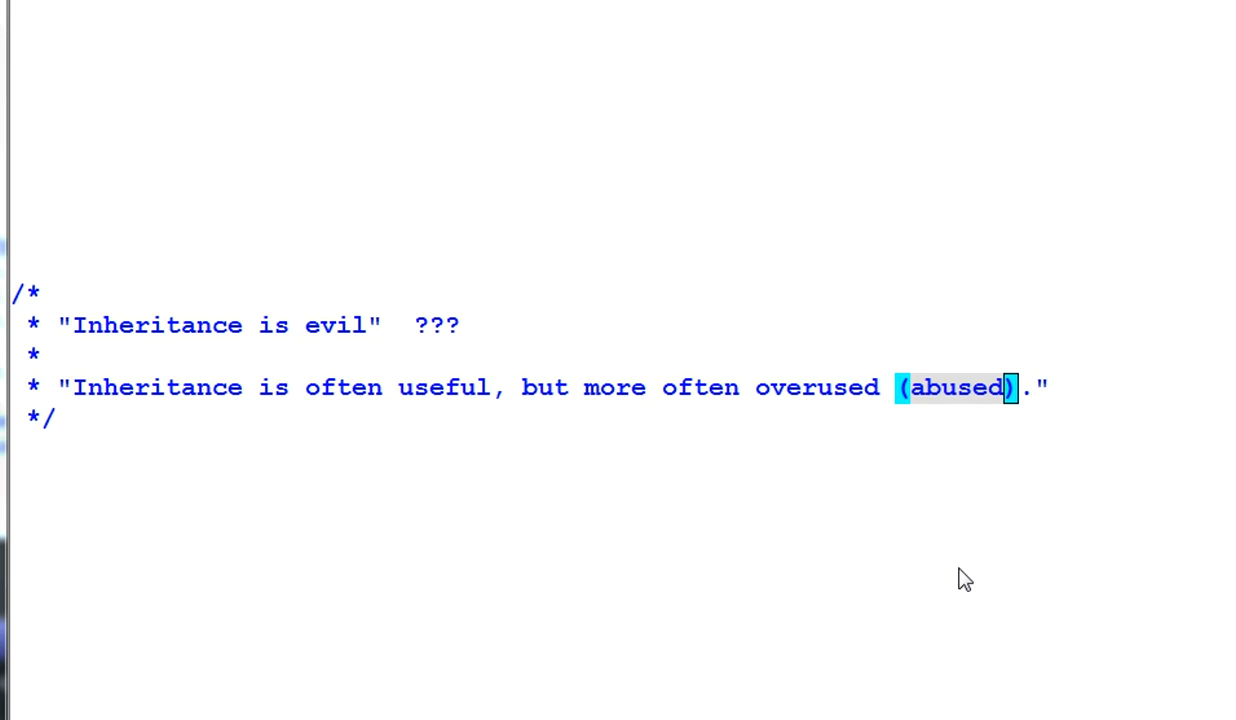 /*
 * "Inheritance is evil"  ???
 *
 * "Inheritance is often useful, but more often overused (abused)."
 */